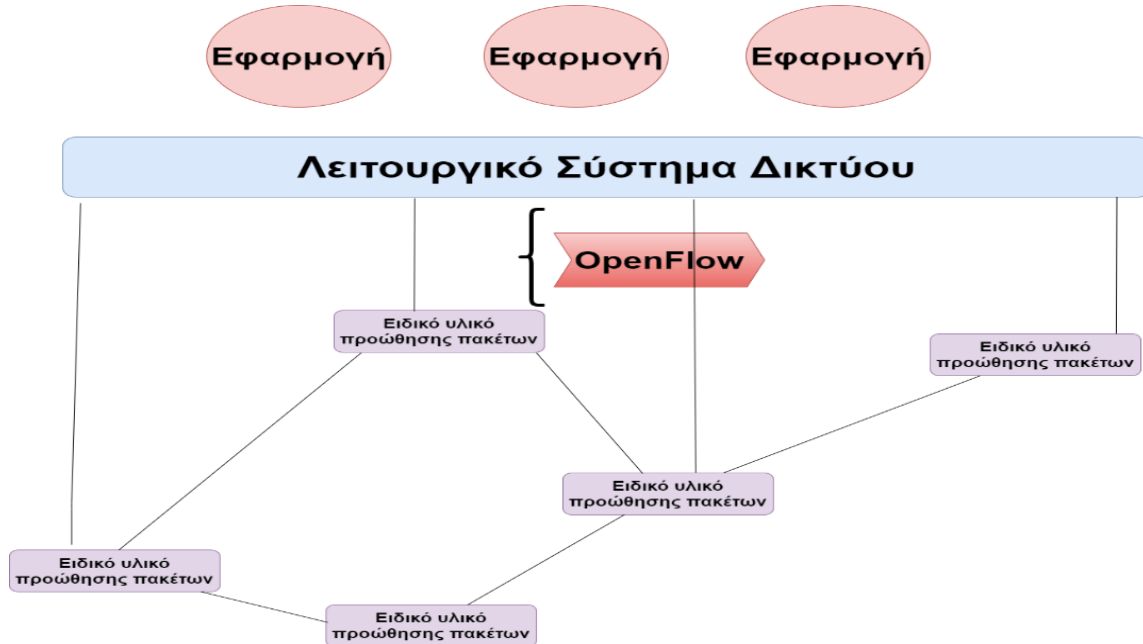 Εφαρμογή
Εφαρμογή
Εφαρμογή
Λειτουργικό Σύστημα Δικτύου
OpenFlow
Ειδικό υλικό
προώθησης πακέτων
Ειδικό υλικό
προώθησης πακέτων
Ειδικό υλικό
προώθησης πακέτων
Ειδικό υλικό
προώθησης πακέτων
Ειδικό υλικό
προώθησης πακέτων